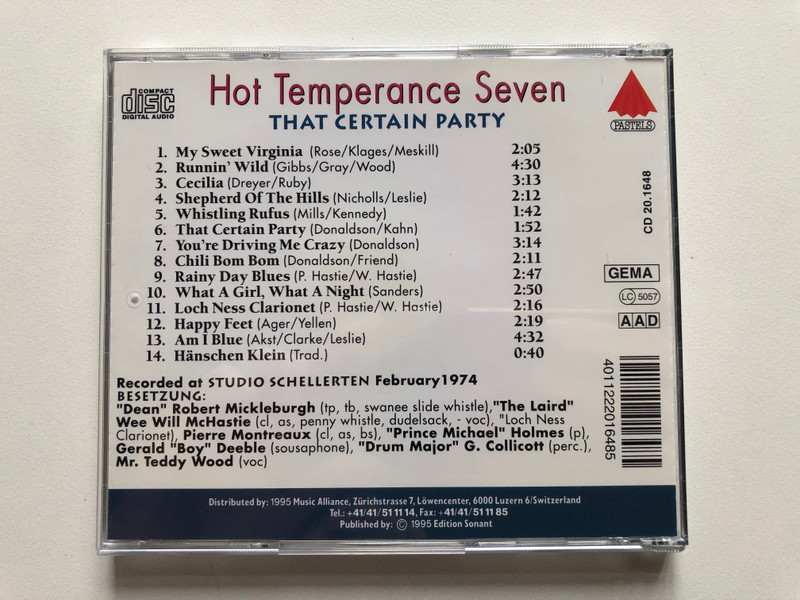 COMPACT
disc
DIGITAL AUDIO
Hot Temperance Seven
THAT CERTAIN PARTY
PASTELS
1. My Sweet Virginia (Rose/Klages/Meskill) 2:05
2. Runnin' Wild (Gibbs/Gray/Wood) 4:30
3. Cecilia (Dreyer/Ruby) 3:13
4. Shepherd Of The Hills (Nicholls/Leslie) 2:12
5. Whistling Rufus (Mills/Kennedy) 1:42
6. That Certain Party (Donaldson/Kahn) 1:52
7. You're Driving Me Crazy (Donaldson) 3:14
8. Chili Bom Bom (Donaldson/Friend) 2:11
9. Rainy Day Blues (P. Hastie/W. Hastie) 2:47
10. What A Girl, What A Night (Sanders) 2:50
11. Loch Ness Clarionet (P. Hastie/W. Hastie) 2:16
12. Happy Feet (Ager/Yellen) 2:19
13. Am I Blue (Akst/Clarke/Leslie) 4:32
14. Hänschen Klein (Trad.) 0:40
CD 20.1648
GEMA
LC 5057
AAD
4011222016485
Recorded at STUDIO SCHELLERTEN February1974
BESETZUNG:
"Dean" Robert Mickleburgh (tp, tb, swanee slide whistle),"The Laird"
Wee Will McHastie (cl, as, penny whistle, dudelsack, - voc), "Loch Ness
Clarionet), Pierre Montreaux (cl, as, bs), "Prince Michael" Holmes (p),
Gerald "Boy" Deeble (sousaphone), "Drum Major" G. Collicott (perc.),
Mr. Teddy Wood (voc)
Distributed by: 1995 Music Alliance, Zürichstrasse 7, Löwencenter, 6000 Luzern 6/Switzerland
Tel.: +41/41/511114, Fax: +41/41/511185
Published by: © 1995 Edition Sonant